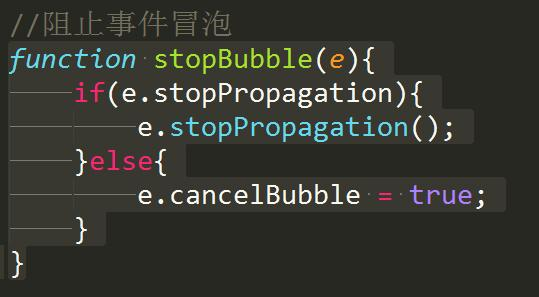 //阻止事件冒泡
function stopBubble(e){
if(e.stopPropagation){
e.stopPropagation();
}else{
e.cancelBubble = true;
}
}